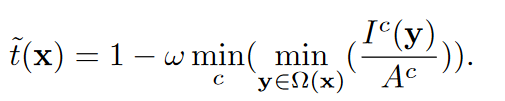 t̃(x) = 1 − ω min_c( min_{y∈Ω(x)} ( I^c(y) / A^c )).